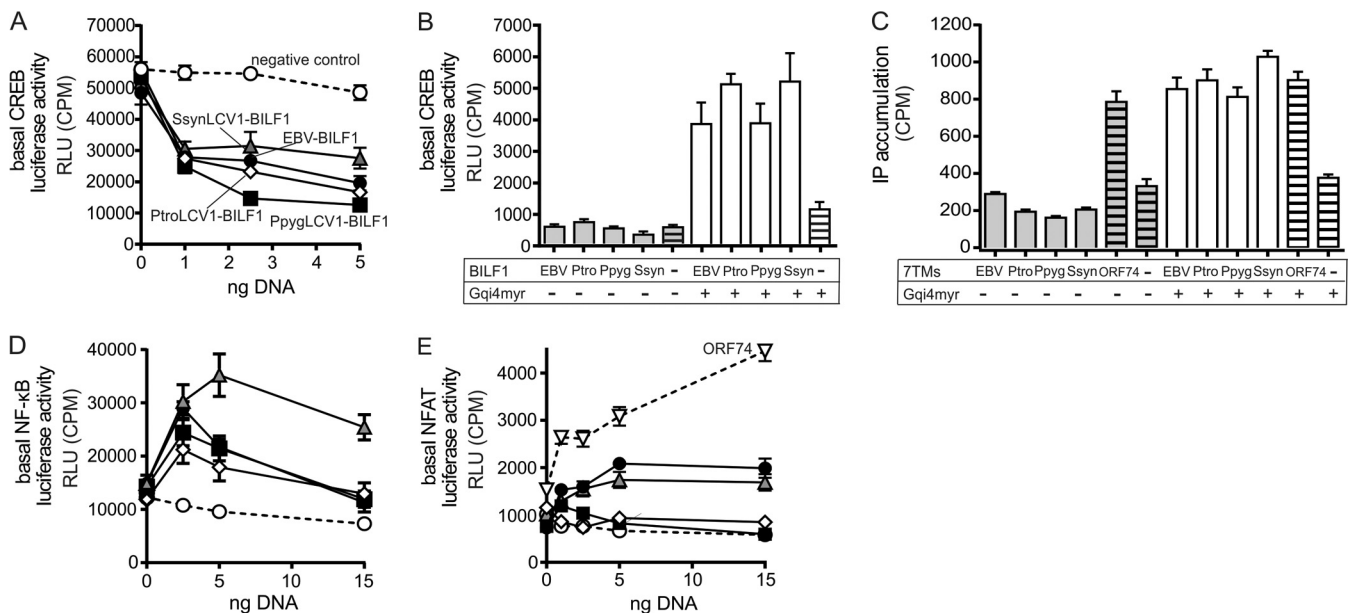 A
basal CREB
luciferase activity
RLU (CPM)
70000
60000
50000
40000
30000
20000
10000
0
negative control
SsynLCV1-BILF1
EBV-BILF1
PtroLCV1-BILF1
PpygLCV1-BILF1
0 1 2 3 4 5
ng DNA
B
basal CREB
luciferase activity
RLU (CPM)
7000
6000
5000
4000
3000
2000
1000
0
BILF1 EBV Ptro Ppyg Ssyn - EBV Ptro Ppyg Ssyn -
Gqi4myr - - - - - + + + + +
C
IP accumulation
(CPM)
1200
1000
800
600
400
200
0
7TMs EBV Ptro Ppyg Ssyn ORF74 - EBV Ptro Ppyg Ssyn ORF74 -
Gqi4myr - - - - - - + + + + + +
D
basal NF-κB
luciferase activity
RLU (CPM)
40000
30000
20000
10000
0
0 5 10 15
ng DNA
E
basal NFAT
luciferase activity
RLU (CPM)
4000
3000
2000
1000
0
ORF74
0 5 10 15
ng DNA